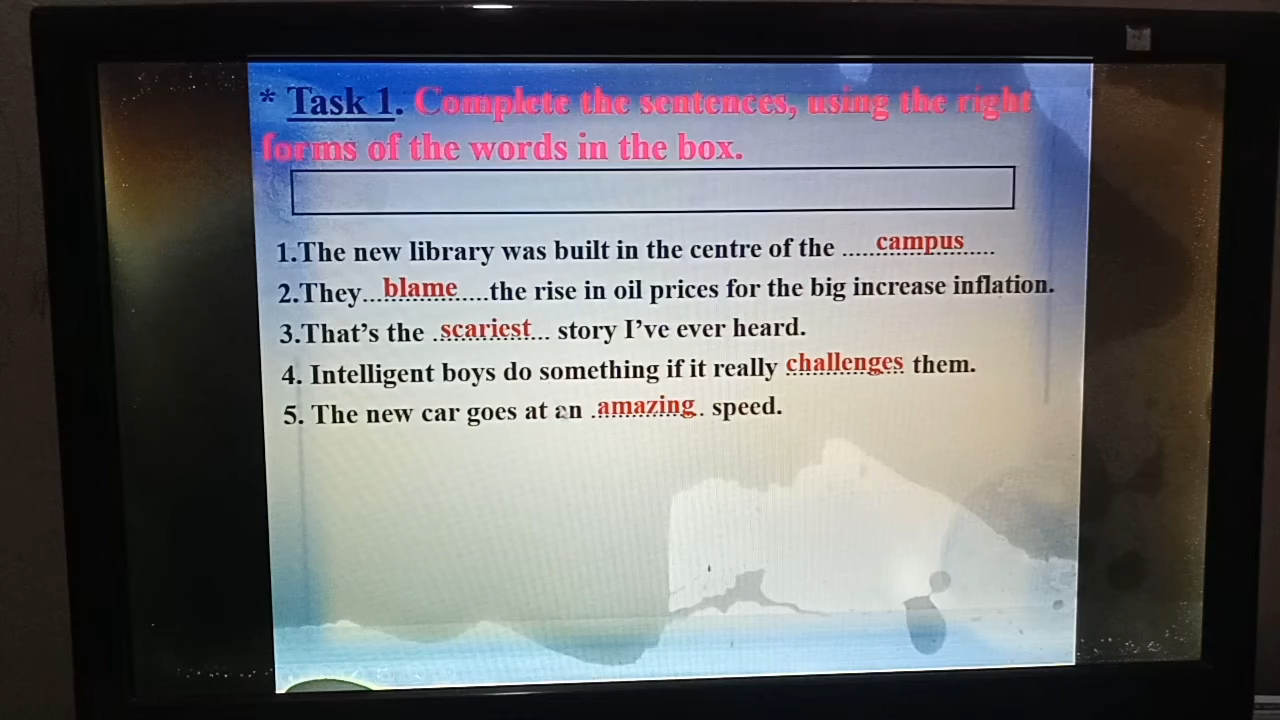 * Task 1. Complete the sentences, using the right
forms of the words in the box.
1.The new library was built in the centre of the ......campus.....
2.They...blame.....the rise in oil prices for the big increase inflation.
3.That's the .scariest... story I've ever heard.
4. Intelligent boys do something if it really challenges them.
5. The new car goes at an .amazing. speed.